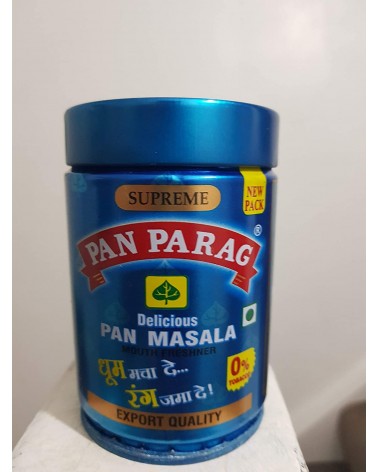 SUPREME
NEW
PACK
PAN PARAG®
Delicious
PAN MASALA
MOUTH FRESHNER
धूम मचा दे...
रंग जमा दे!
0%
TOBACCO
EXPORT QUALITY